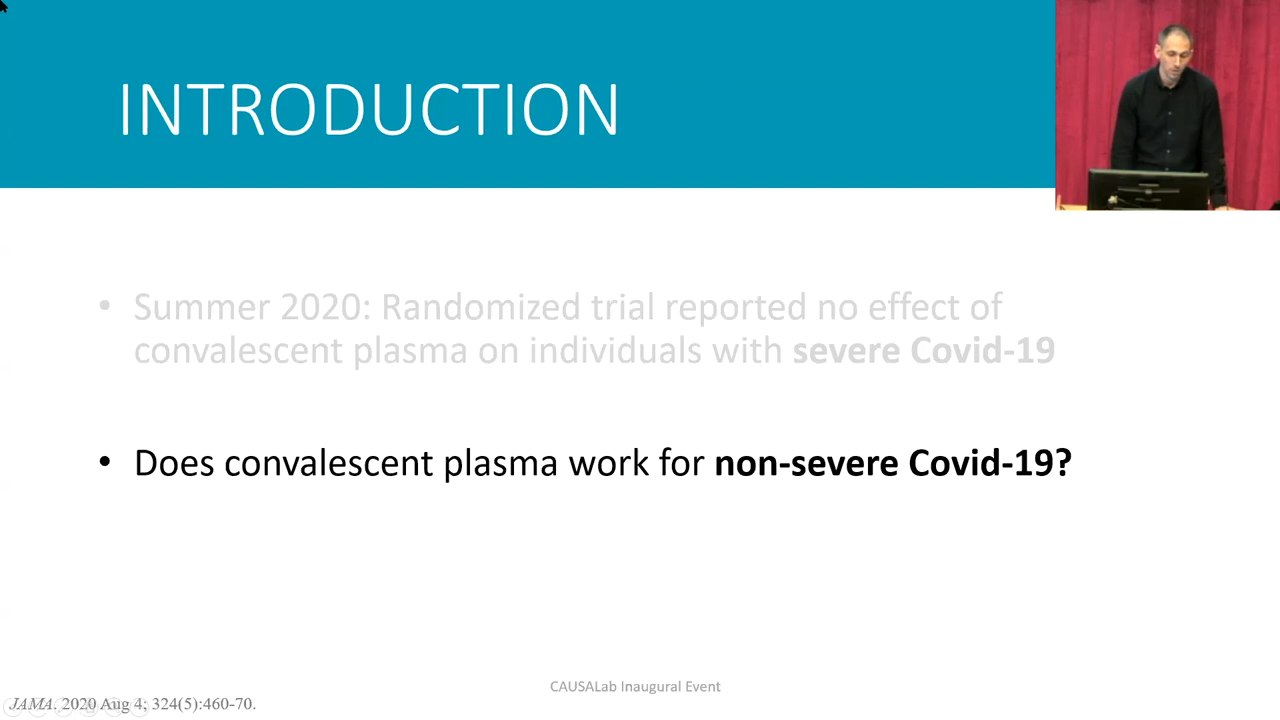 INTRODUCTION
• Summer 2020: Randomized trial reported no effect of
convalescent plasma on individuals with severe Covid-19
• Does convalescent plasma work for non-severe Covid-19?
CAUSALab Inaugural Event
JAMA. 2020 Aug 4; 324(5):460-70.